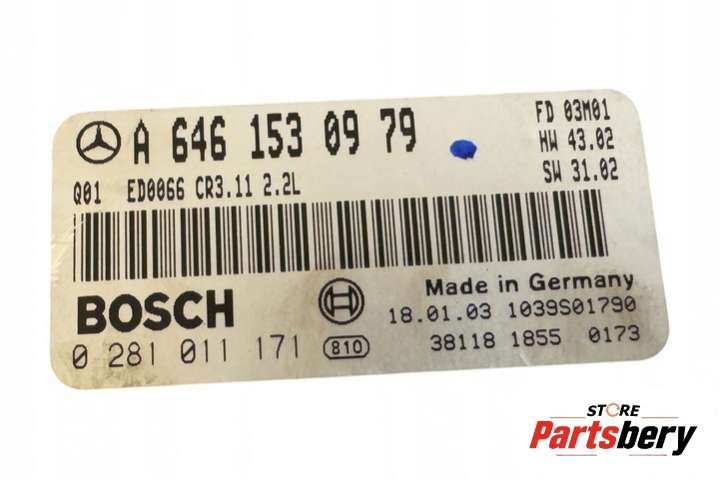 A 646 153 09 79
FD 03M01
HW 43.02
SW 31.02
Q01 ED0066 CR3.11 2.2L
BOSCH
Made in Germany
18.01.03 1039S01790
0 281 011 171 810
38118 1855 0173
STORE
Partsbery